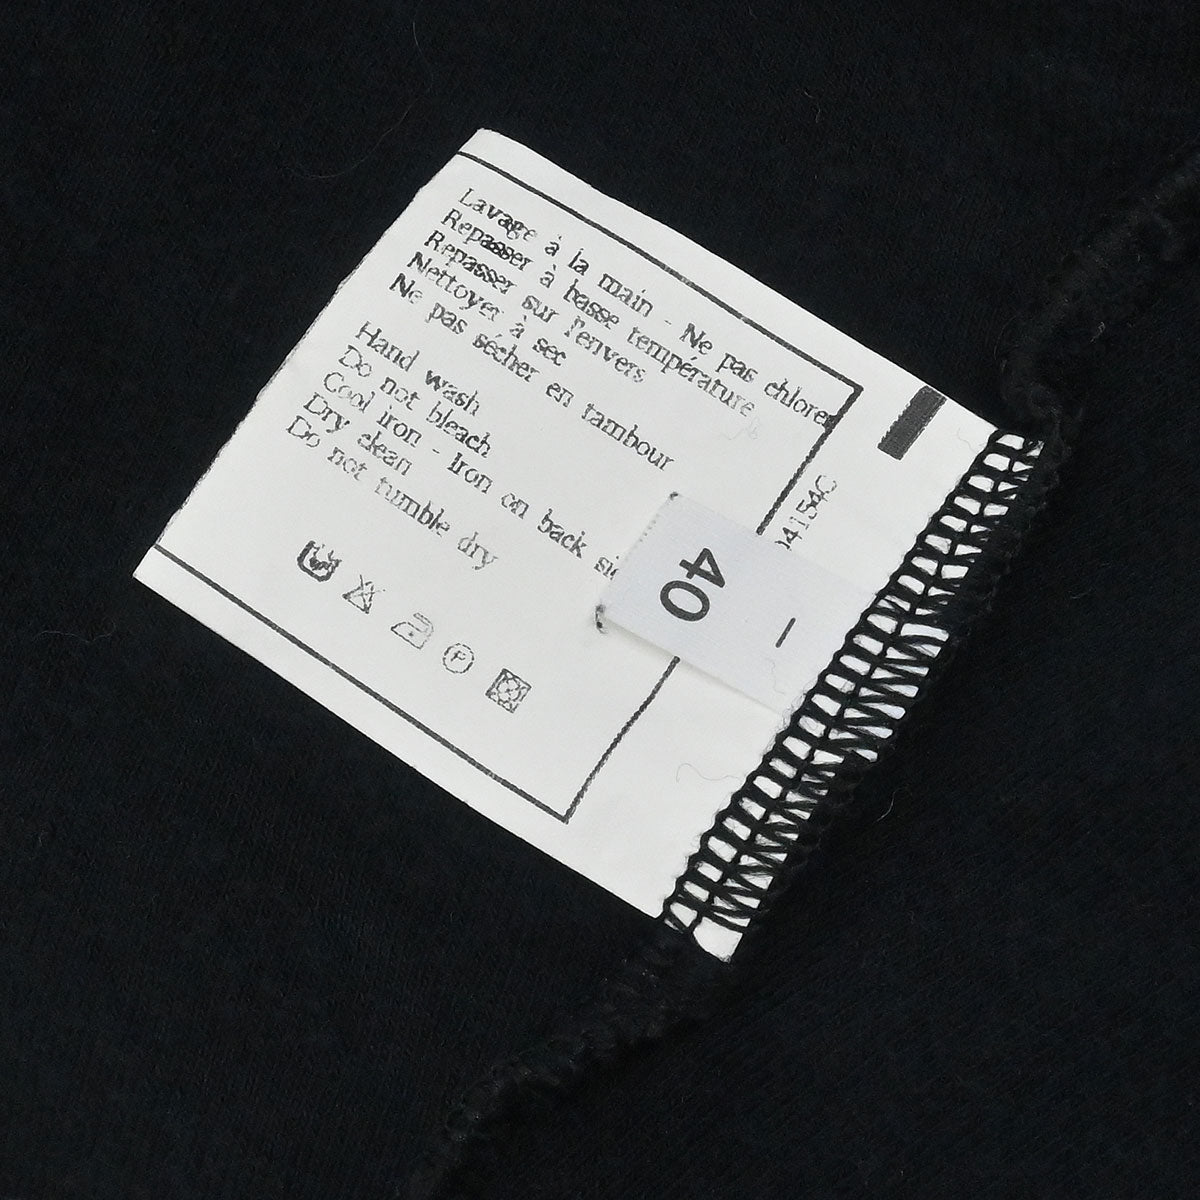 Lavage à la main - Ne pas chlorer
Repasser à basse température
Repasser sur l'envers
Nettoyer à sec
Ne pas sécher en tambour
Hand wash
Do not bleach
Cool iron - Iron on back
Dry clean
Do not tumble dry
P
40